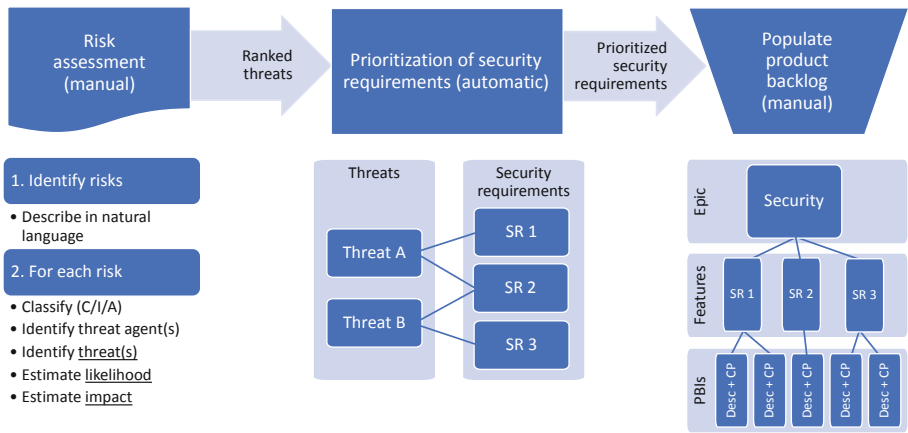 Risk
assessment
(manual)
Ranked
threats
Prioritization of security
requirements (automatic)
Prioritized
security
requirements
Populate
product
backlog
(manual)
1. Identify risks
• Describe in natural
language
2. For each risk
• Classify (C/I/A)
• Identify threat agent(s)
• Identify threat(s)
• Estimate likelihood
• Estimate impact
Threats
Security
requirements
Threat A
Threat B
SR 1
SR 2
SR 3
Epic
Security
Features
SR 1
SR 2
SR 3
PBIs
Desc + CP
Desc + CP
Desc + CP
Desc + CP
Desc + CP